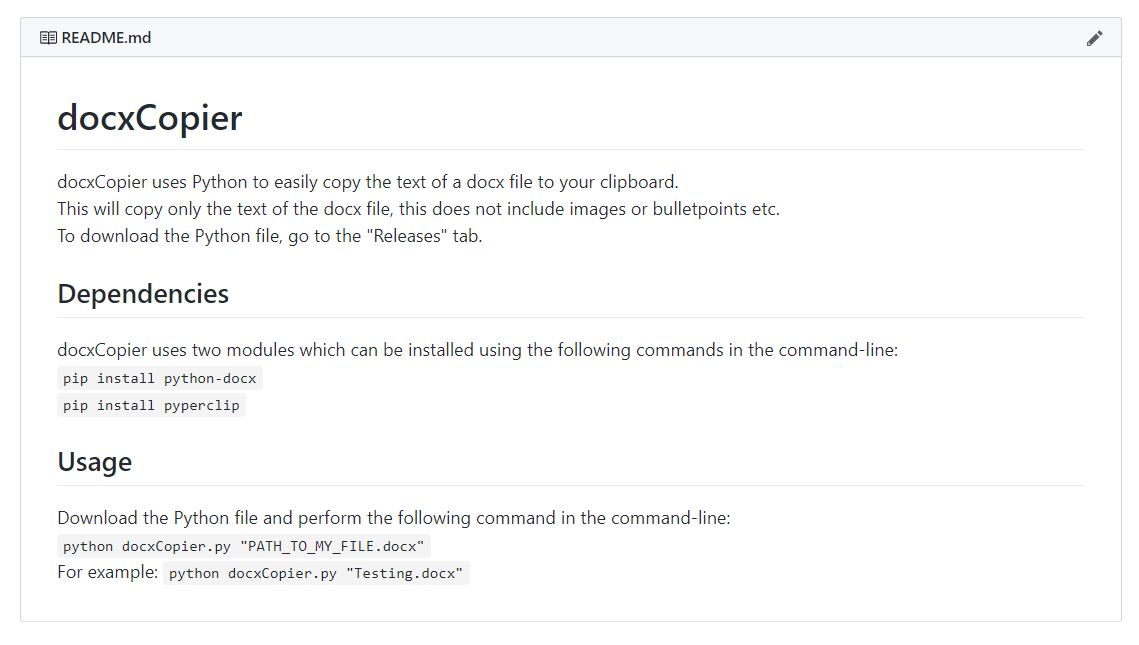 README.md
docxCopier
docxCopier uses Python to easily copy the text of a docx file to your clipboard.
This will copy only the text of the docx file, this does not include images or bulletpoints etc.
To download the Python file, go to the "Releases" tab.
Dependencies
docxCopier uses two modules which can be installed using the following commands in the command-line:
pip install python-docx
pip install pyperclip
Usage
Download the Python file and perform the following command in the command-line:
python docxCopier.py "PATH_TO_MY_FILE.docx"
For example: python docxCopier.py "Testing.docx"